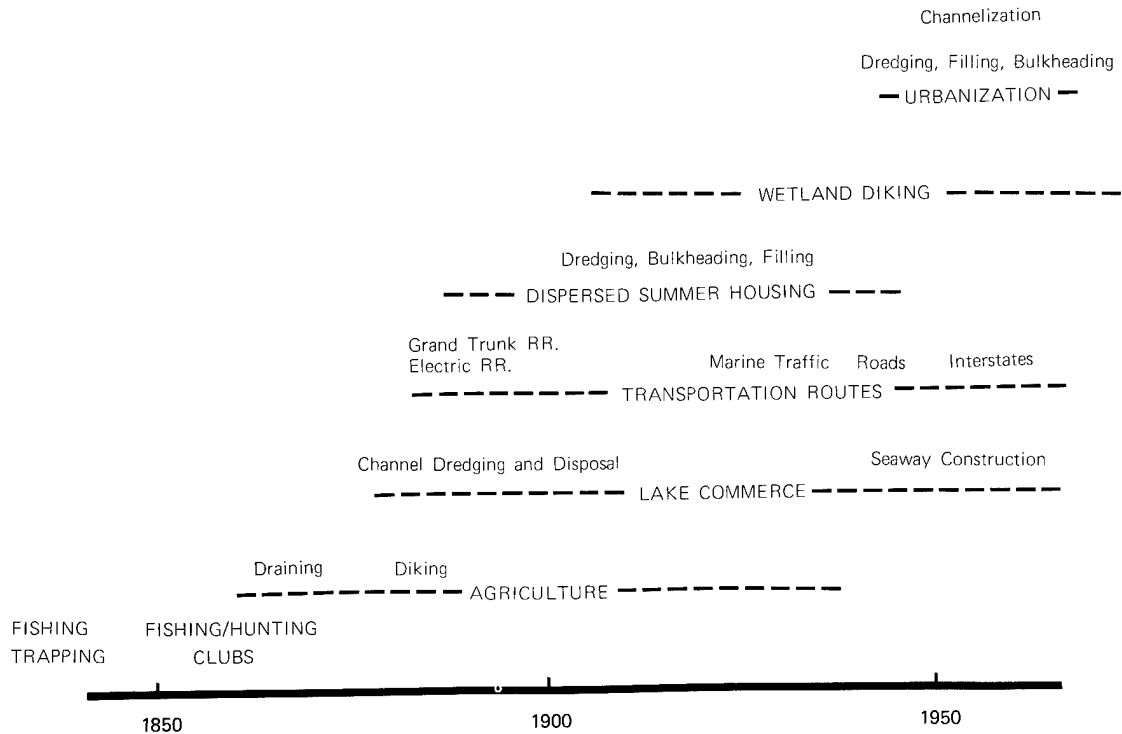 Channelization
Dredging, Filling, Bulkheading
URBANIZATION
WETLAND DIKING
Dredging, Bulkheading, Filling
DISPERSED SUMMER HOUSING
Grand Trunk RR.
Electric RR.
Marine Traffic Roads Interstates
TRANSPORTATION ROUTES
Channel Dredging and Disposal
Seaway Construction
LAKE COMMERCE
Draining Diking
AGRICULTURE
FISHING
TRAPPING
FISHING/HUNTING
CLUBS
1850
1900
1950